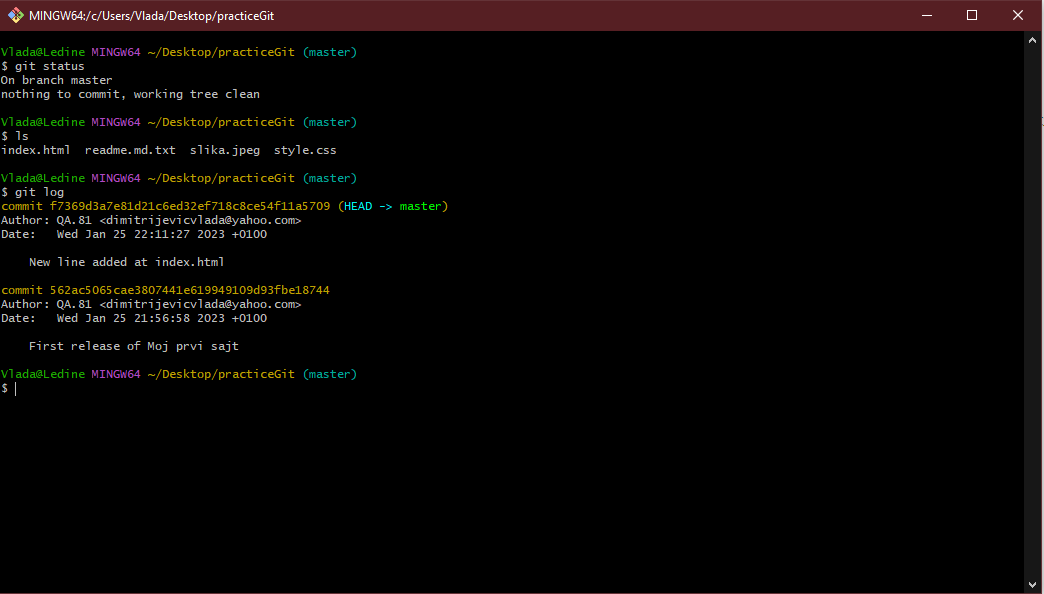 MINGW64:/c/Users/Vlada/Desktop/practiceGit
Vlada@Ledine MINGW64 ~/Desktop/practiceGit (master)
$ git status
On branch master
nothing to commit, working tree clean
Vlada@Ledine MINGW64 ~/Desktop/practiceGit (master)
$ ls
index.html  readme.md.txt  slika.jpeg  style.css
Vlada@Ledine MINGW64 ~/Desktop/practiceGit (master)
$ git log
commit f7369d3a7e81d21c6ed32ef718c8ce54f11a5709 (HEAD -> master)
Author: QA.81 <dimitrijevicvlada@yahoo.com>
Date:   Wed Jan 25 22:11:27 2023 +0100
    New line added at index.html
commit 562ac5065cae3807441e619949109d93fbe18744
Author: QA.81 <dimitrijevicvlada@yahoo.com>
Date:   Wed Jan 25 21:56:58 2023 +0100
    First release of Moj prvi sajt
Vlada@Ledine MINGW64 ~/Desktop/practiceGit (master)
$